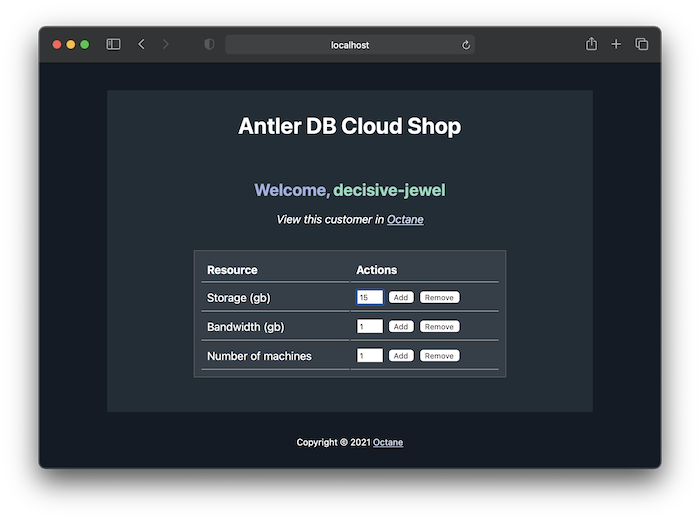 localhost
Antler DB Cloud Shop
Welcome, decisive-jewel
View this customer in Octane
Resource Actions
Storage (gb) 15 Add Remove
Bandwidth (gb) 1 Add Remove
Number of machines 1 Add Remove
Copyright © 2021 Octane